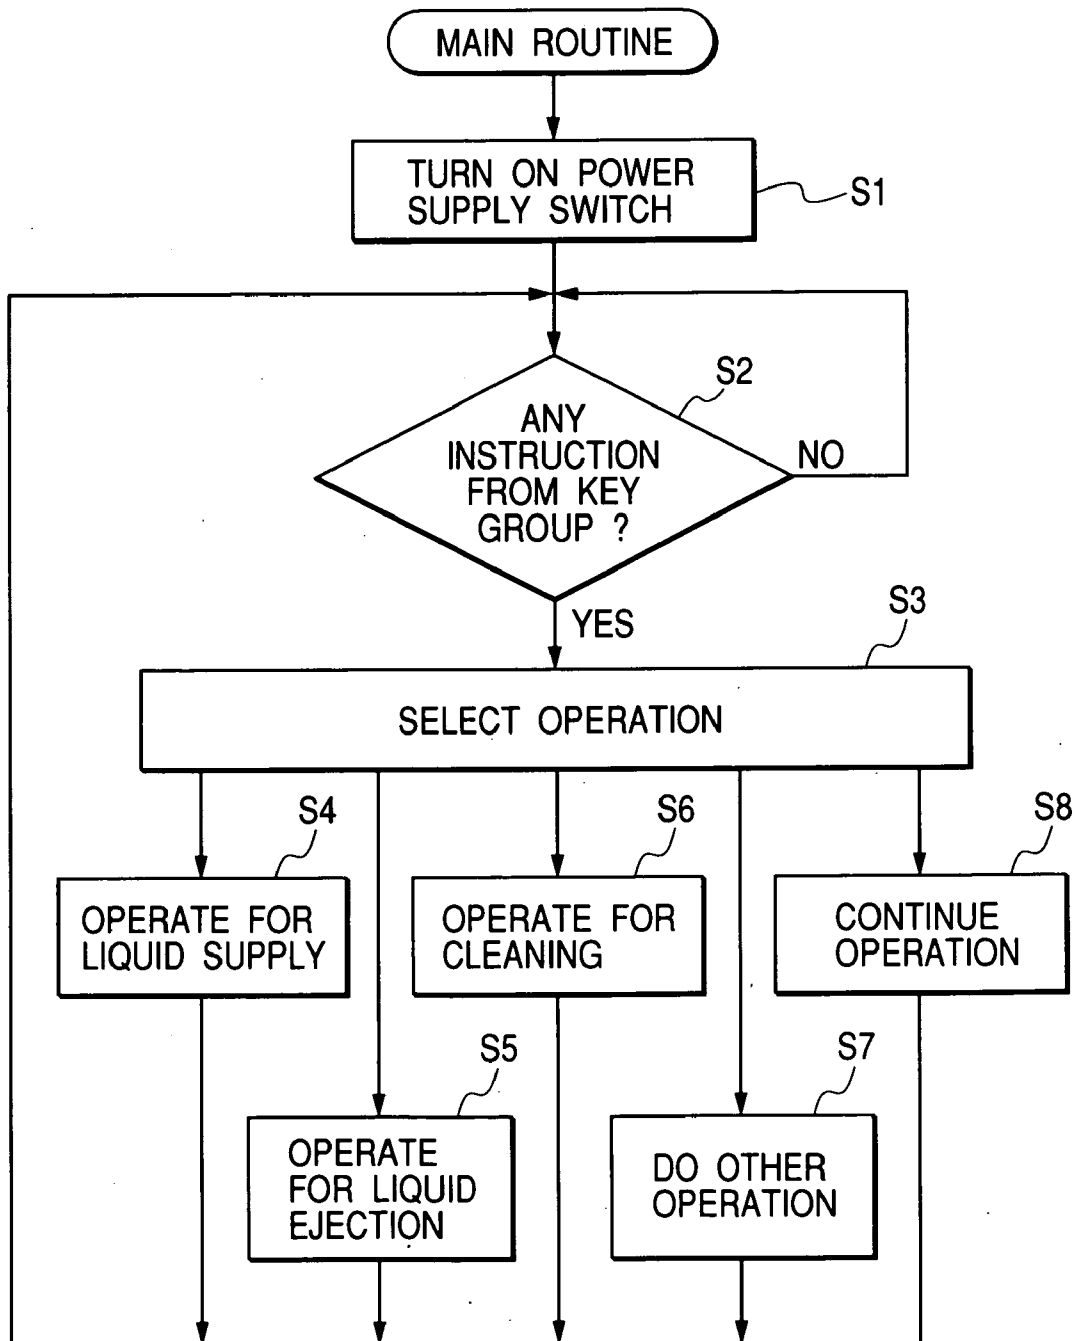 MAIN ROUTINE
TURN ON POWER
SUPPLY SWITCH
S1
S2
ANY
INSTRUCTION
FROM KEY
GROUP ?
NO
YES
S3
SELECT OPERATION
S4
OPERATE FOR
LIQUID SUPPLY
S6
OPERATE FOR
CLEANING
S8
CONTINUE
OPERATION
S5
OPERATE
FOR LIQUID
EJECTION
S7
DO OTHER
OPERATION